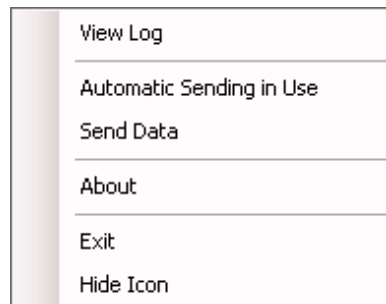 View Log
Automatic Sending in Use
Send Data
About
Exit
Hide Icon